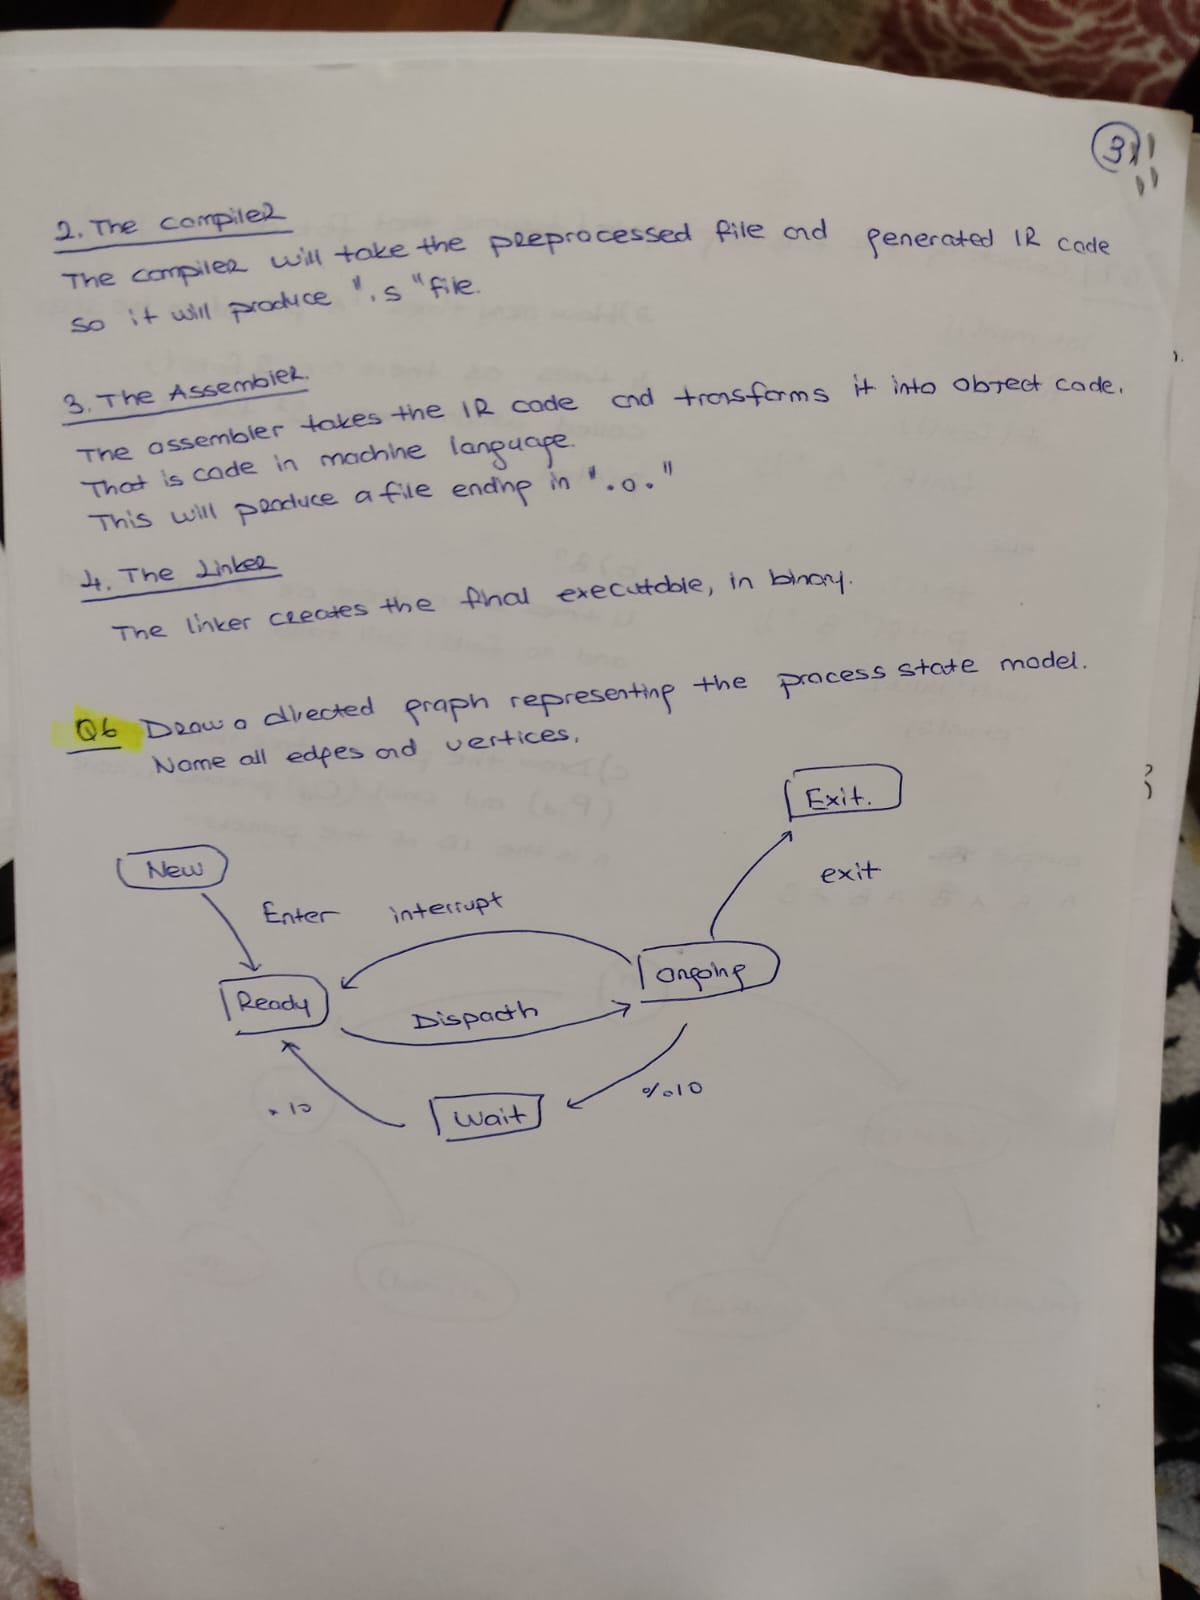 3
2. The compiler
The compiler will take the preprocessed file and generated IR code
so it will produce ".s" file.
3. The Assembler.
The assembler takes the IR code and transforms it into object code.
That is code in machine language.
This will produce a file ending in ".o."
4. The Linker
The linker creates the final executable, in binary.
Q6 Draw a directed graph representing the process state model.
Name all edges and vertices.
Exit.
New
exit
Enter interrupt
Ongoing
Ready
Dispacth
Wait